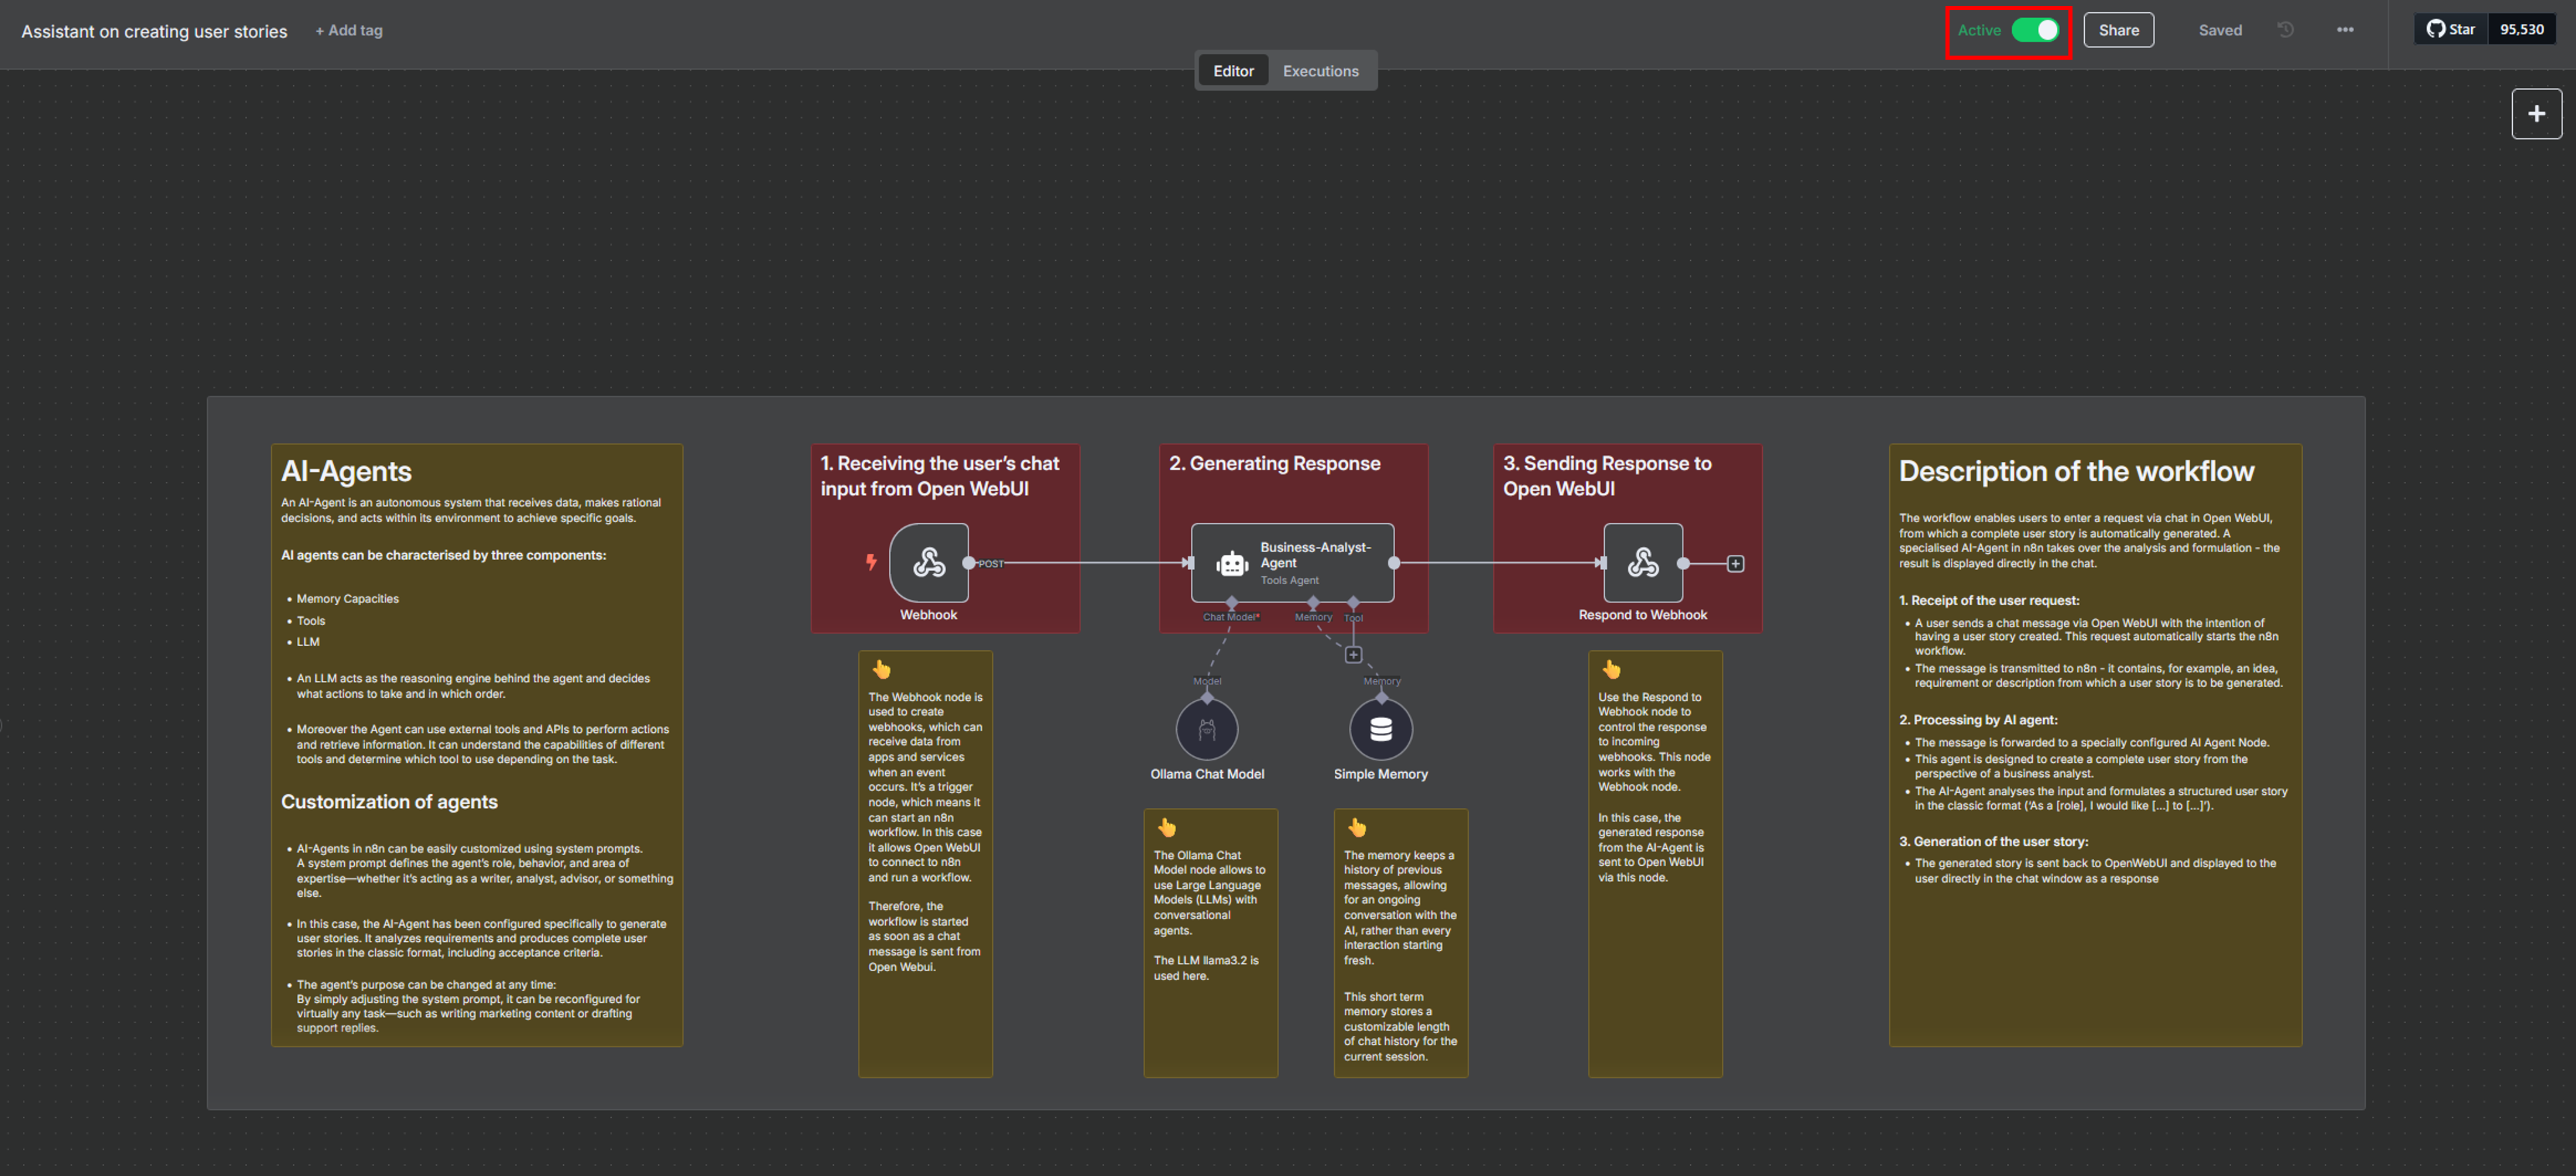 Assistant on creating user stories
+ Add tag
Active
Share
Saved
Star
95,530
Editor
Executions
AI-Agents
An AI-Agent is an autonomous system that receives data, makes rational
decisions, and acts within its environment to achieve specific goals.
AI agents can be characterised by three components:
• Memory Capacities
• Tools
• LLM
• An LLM acts as the reasoning engine behind the agent and decides
what actions to take and in which order.
• Moreover the Agent can use external tools and APIs to perform actions
and retrieve information. It can understand the capabilities of different
tools and determine which tool to use depending on the task.
Customization of agents
• AI-Agents in n8n can be easily customized using system prompts.
A system prompt defines the agent's role, behavior, and area of
expertise—whether it's acting as a writer, analyst, advisor, or something
else.
• In this case, the AI-Agent has been configured specifically to generate
user stories. It analyzes requirements and produces complete user
stories in the classic format, including acceptance criteria.
• The agent's purpose can be changed at any time:
By simply adjusting the system prompt, it can be reconfigured for
virtually any task—such as writing marketing content or drafting
support replies.
1. Receiving the user's chat
input from Open WebUI
POST
Webhook
The Webhook node is
used to create
webhooks, which can
receive data from
apps and services
when an event
occurs. It's a trigger
node, which means it
can start an n8n
workflow. In this case
it allows Open WebUI
to connect to n8n
and run a workflow.
Therefore, the
workflow is started
as soon as a chat
message is sent from
Open Webui.
2. Generating Response
Business-Analyst-
Agent
Tools Agent
Chat Model*
Memory
Tool
Model
Memory
Ollama Chat Model
Simple Memory
The Ollama Chat
Model node allows to
use Large Language
Models (LLMs) with
conversational
agents.
The LLM llama3.2 is
used here.
The memory keeps a
history of previous
messages, allowing
for an ongoing
conversation with the
AI, rather than every
interaction starting
fresh.
This short term
memory stores a
customizable length
of chat history for the
current session.
3. Sending Response to
Open WebUI
Respond to Webhook
Use the Respond to
Webhook node to
control the response
to incoming
webhooks. This node
works with the
Webhook node.
In this case, the
generated response
from the AI-Agent is
sent to Open WebUI
via this node.
Description of the workflow
The workflow enables users to enter a request via chat in Open WebUI,
from which a complete user story is automatically generated. A
specialised AI-Agent in n8n takes over the analysis and formulation - the
result is displayed directly in the chat.
1. Receipt of the user request:
• A user sends a chat message via Open WebUI with the intention of
having a user story created. This request automatically starts the n8n
workflow.
• The message is transmitted to n8n - it contains, for example, an idea,
requirement or description from which a user story is to be generated.
2. Processing by AI agent:
• The message is forwarded to a specially configured AI Agent Node.
• This agent is designed to create a complete user story from the
perspective of a business analyst.
• The AI-Agent analyses the input and formulates a structured user story
in the classic format ('As a [role], I would like [...] to [...]').
3. Generation of the user story:
• The generated story is sent back to OpenWebUI and displayed to the
user directly in the chat window as a response